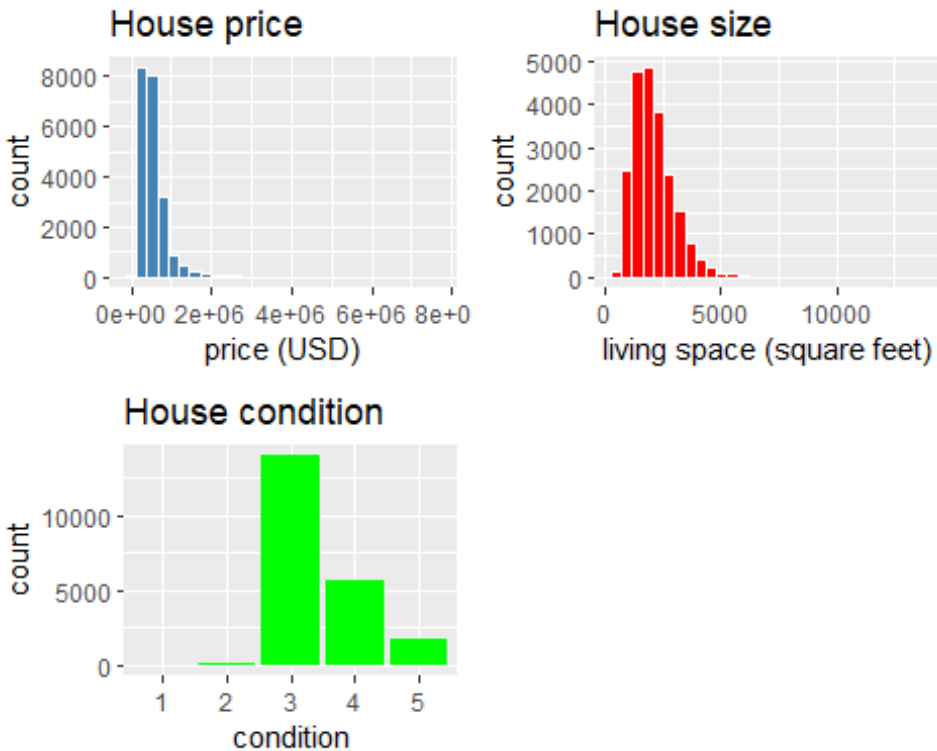 House price
count
8000
6000
4000
2000
0
0e+00 2e+06 4e+06 6e+06 8e+0
price (USD)
House size
count
5000
4000
3000
2000
1000
0
0 5000 10000
living space (square feet)
House condition
count
10000
5000
0
1 2 3 4 5
condition